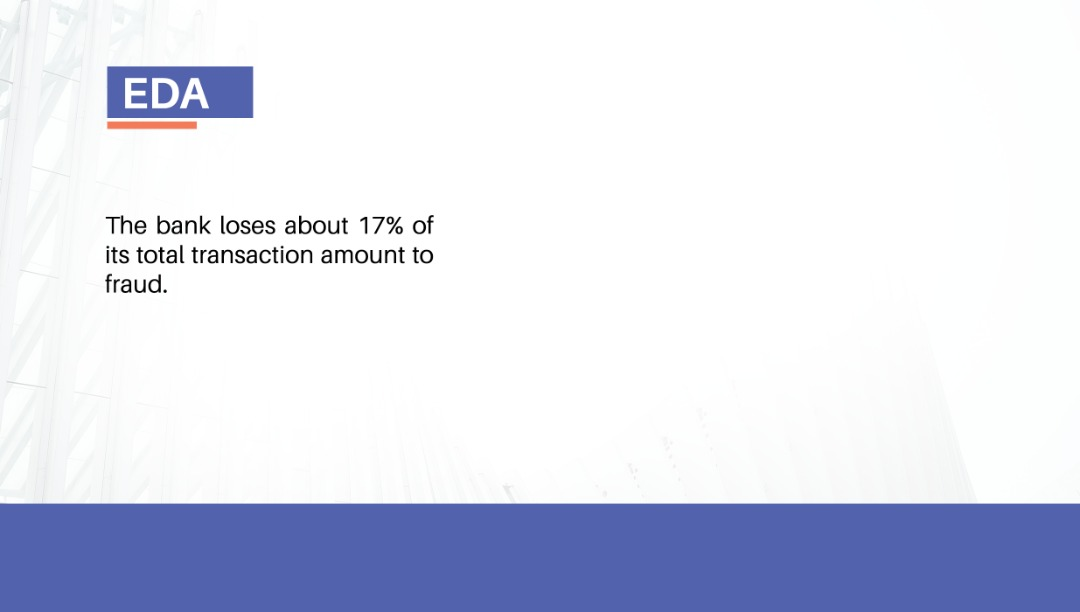 EDA
The bank loses about 17% of
its total transaction amount to
fraud.